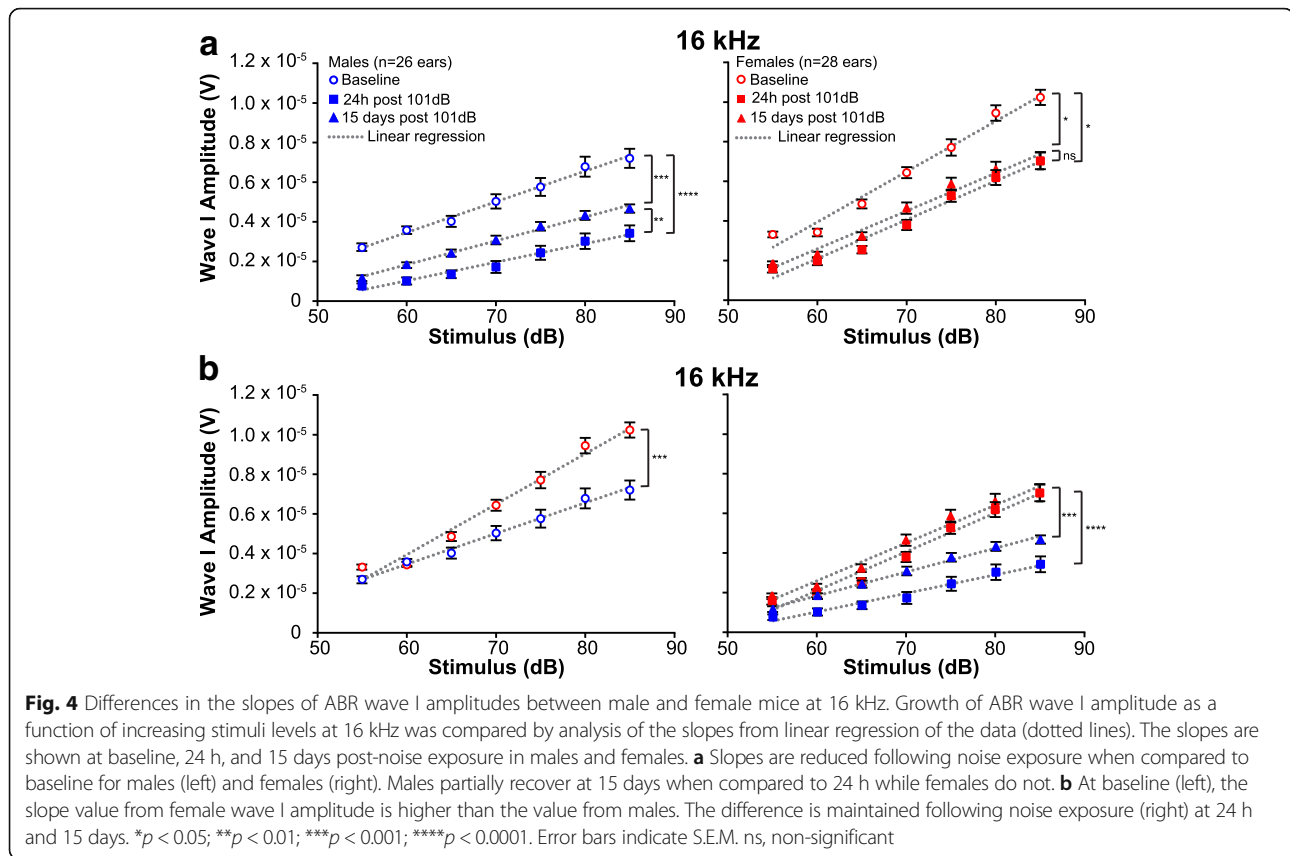 a
16 kHz
Wave I Amplitude (V)
1.2 x 10⁻⁵
1.0 x 10⁻⁵
0.8 x 10⁻⁵
0.6 x 10⁻⁵
0.4 x 10⁻⁵
0.2 x 10⁻⁵
0
Males (n=26 ears)
Baseline
24h post 101dB
15 days post 101dB
Linear regression
***
**
****
50 60 70 80 90
Stimulus (dB)
Females (n=28 ears)
Baseline
24h post 101dB
15 days post 101dB
Linear regression
*
ns
*
50 60 70 80 90
Stimulus (dB)
b
16 kHz
Wave I Amplitude (V)
1.2 x 10⁻⁵
1.0 x 10⁻⁵
0.8 x 10⁻⁵
0.6 x 10⁻⁵
0.4 x 10⁻⁵
0.2 x 10⁻⁵
0
***
50 60 70 80 90
Stimulus (dB)
***
****
50 60 70 80 90
Stimulus (dB)
Fig. 4 Differences in the slopes of ABR wave I amplitudes between male and female mice at 16 kHz. Growth of ABR wave I amplitude as a
function of increasing stimuli levels at 16 kHz was compared by analysis of the slopes from linear regression of the data (dotted lines). The slopes are
shown at baseline, 24 h, and 15 days post-noise exposure in males and females. a Slopes are reduced following noise exposure when compared to
baseline for males (left) and females (right). Males partially recover at 15 days when compared to 24 h while females do not. b At baseline (left), the
slope value from female wave I amplitude is higher than the value from males. The difference is maintained following noise exposure (right) at 24 h
and 15 days. *p < 0.05; **p < 0.01; ***p < 0.001; ****p < 0.0001. Error bars indicate S.E.M. ns, non-significant